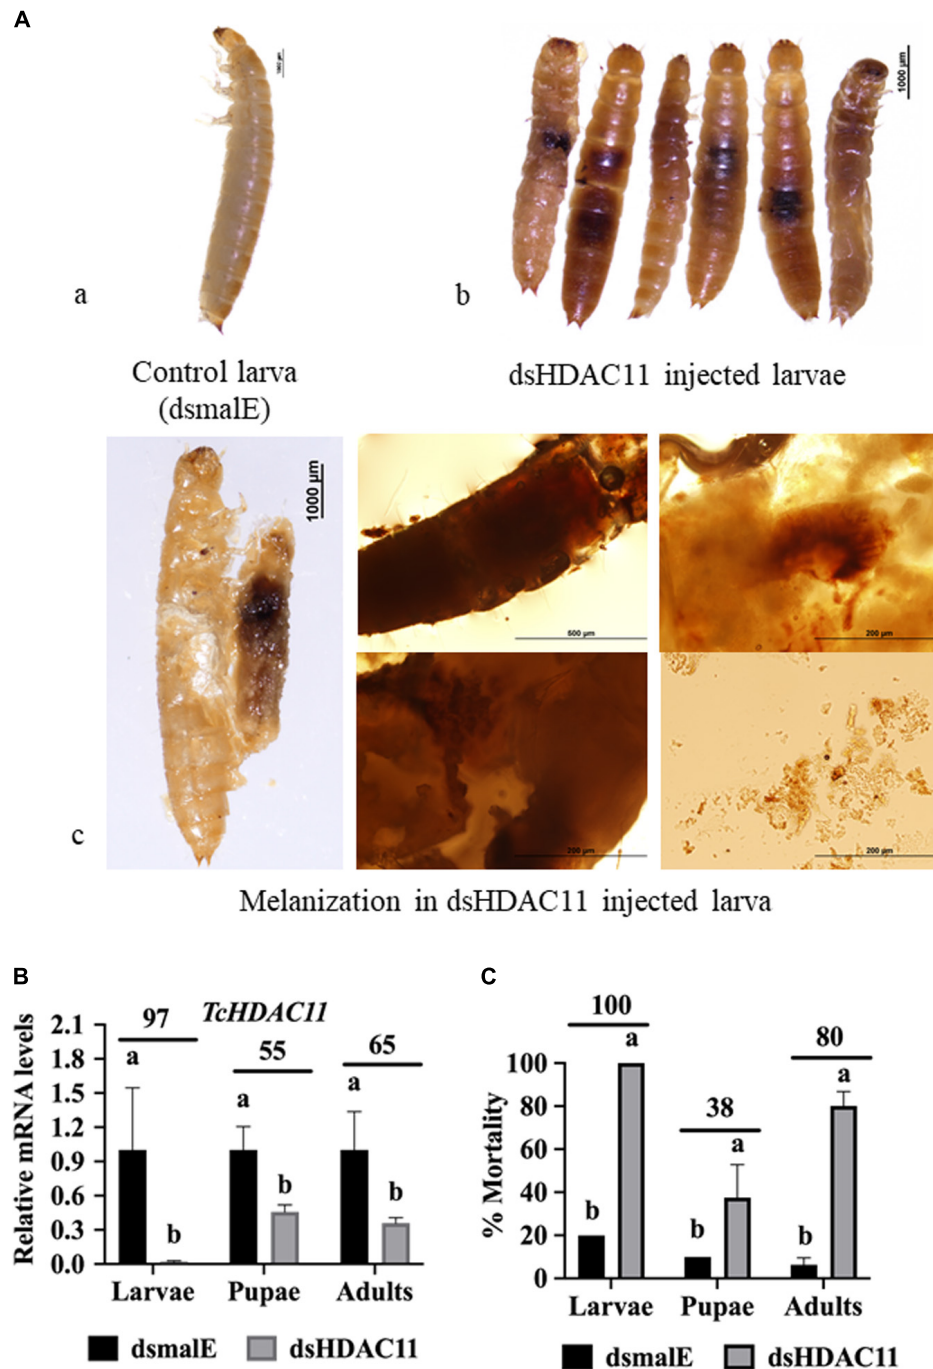 A
1000 µm
1000 µm
a
b
Control larva
(dsmalE)
dsHDAC11 injected larvae
1000 µm
500 µm
200 µm
c
200 µm
200 µm
Melanization in dsHDAC11 injected larva
B
TcHDAC11
97
55
65
Relative mRNA levels
2.1
1.8
1.5
1.2
0.9
0.6
0.3
0.0
a
b
a
b
a
b
Larvae
Pupae
Adults
dsmalE
dsHDAC11
C
100
38
80
% Mortality
100
80
60
40
20
0
b
a
b
a
b
a
Larvae
Pupae
Adults
dsmalE
dsHDAC11